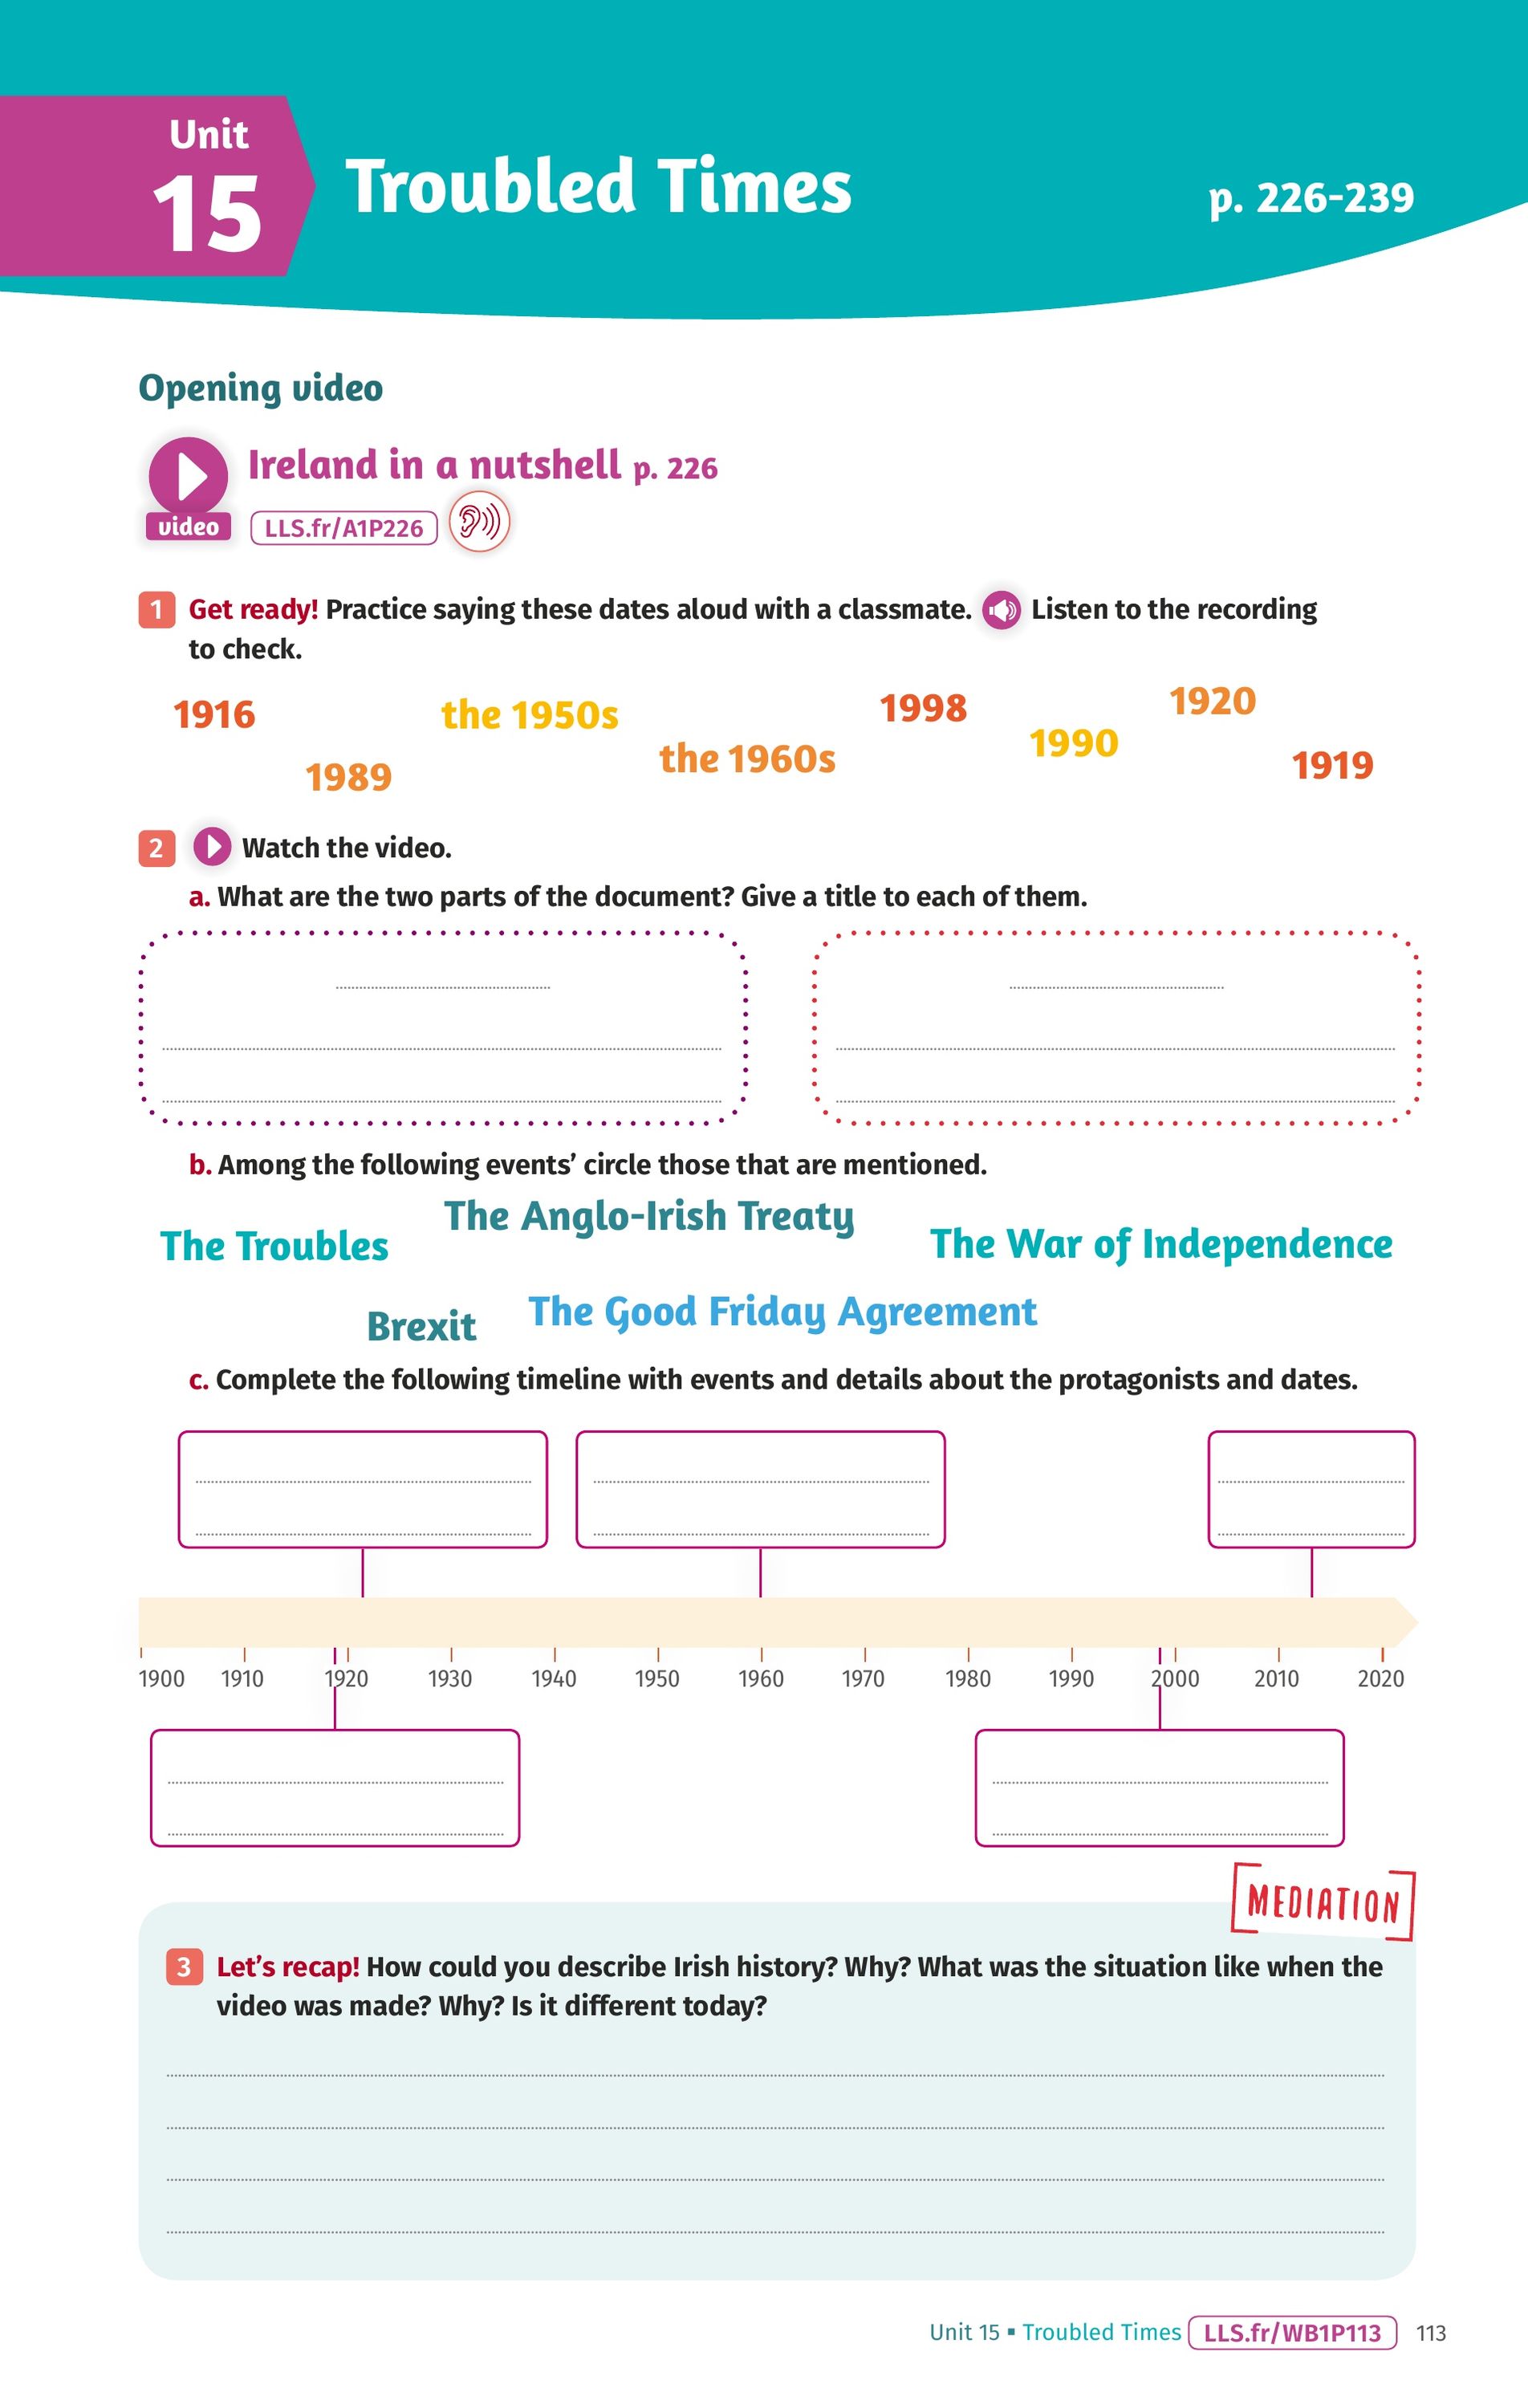 Unit
15
Troubled Times
p. 226-239
Opening video
Ireland in a nutshell p. 226
video
LLS.fr/A1P226
1 Get ready! Practice saying these dates aloud with a classmate. Listen to the recording
to check.
1916
the 1950s
1998
1920
1989
the 1960s
1990
1919
2 Watch the video.
a. What are the two parts of the document? Give a title to each of them.
b. Among the following events’ circle those that are mentioned.
The Troubles
The Anglo-Irish Treaty
The War of Independence
Brexit
The Good Friday Agreement
c. Complete the following timeline with events and details about the protagonists and dates.
1900 1910 1920 1930 1940 1950 1960 1970 1980 1990 2000 2010 2020
MEDIATION
3 Let’s recap! How could you describe Irish history? Why? What was the situation like when the
video was made? Why? Is it different today?
Unit 15 ▪ Troubled Times LLS.fr/WB1P113 113